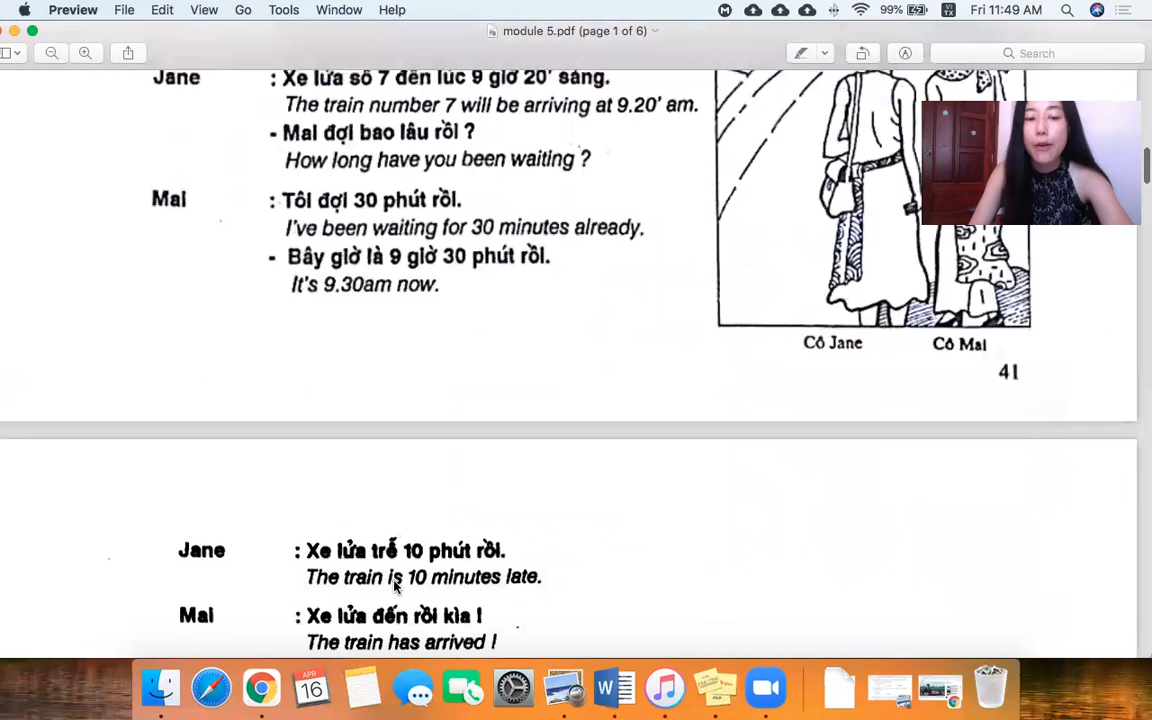 Preview File Edit View Go Tools Window Help 99% VI TX Fri 11:49 AM
module 5.pdf (page 1 of 6)
Search
Jane : Xe lửa số 7 đến lúc 9 giờ 20' sáng.
The train number 7 will be arriving at 9.20' am.
- Mai đợi bao lâu rồi ?
How long have you been waiting ?
Mai : Tôi đợi 30 phút rồi.
I've been waiting for 30 minutes already.
- Bây giờ là 9 giờ 30 phút rồi.
It's 9.30am now.
Cô Jane Cô Mai
41
Jane : Xe lửa trễ 10 phút rồi.
The train is 10 minutes late.
Mai : Xe lửa đến rồi kìa !
The train has arrived !
APR
16